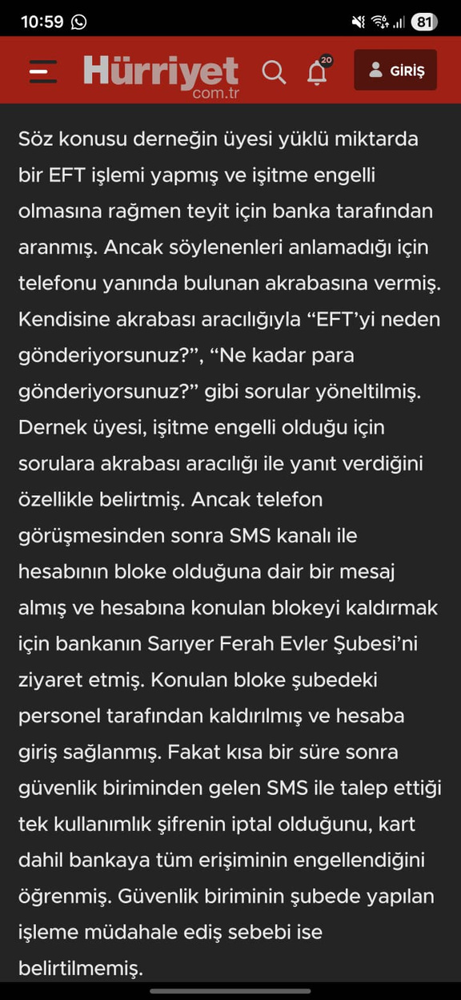 10:59
81
Hürriyet
com.tr
20
GİRİŞ
Söz konusu derneğin üyesi yüklü miktarda
bir EFT işlemi yapmış ve işitme engelli
olmasına rağmen teyit için banka tarafından
aranmış. Ancak söylenenleri anlamadığı için
telefonu yanında bulunan akrabasına vermiş.
Kendisine akrabası aracılığıyla “EFT’yi neden
gönderiyorsunuz?”, “Ne kadar para
gönderiyorsunuz?” gibi sorular yöneltilmiş.
Dernek üyesi, işitme engelli olduğu için
sorulara akrabası aracılığı ile yanıt verdiğini
özellikle belirtmiş. Ancak telefon
görüşmesinden sonra SMS kanalı ile
hesabının bloke olduğuna dair bir mesaj
almış ve hesabına konulan blokeyi kaldırmak
için bankanın Sarıyer Ferah Evler Şubesi’ni
ziyaret etmiş. Konulan bloke şubedeki
personel tarafından kaldırılmış ve hesaba
giriş sağlanmış. Fakat kısa bir süre sonra
güvenlik biriminden gelen SMS ile talep ettiği
tek kullanımlık şifrenin iptal olduğunu, kart
dahil bankaya tüm erişiminin engellendiğini
öğrenmiş. Güvenlik biriminin şubede yapılan
işleme müdahale ediş sebebi ise
belirtilmemiş.